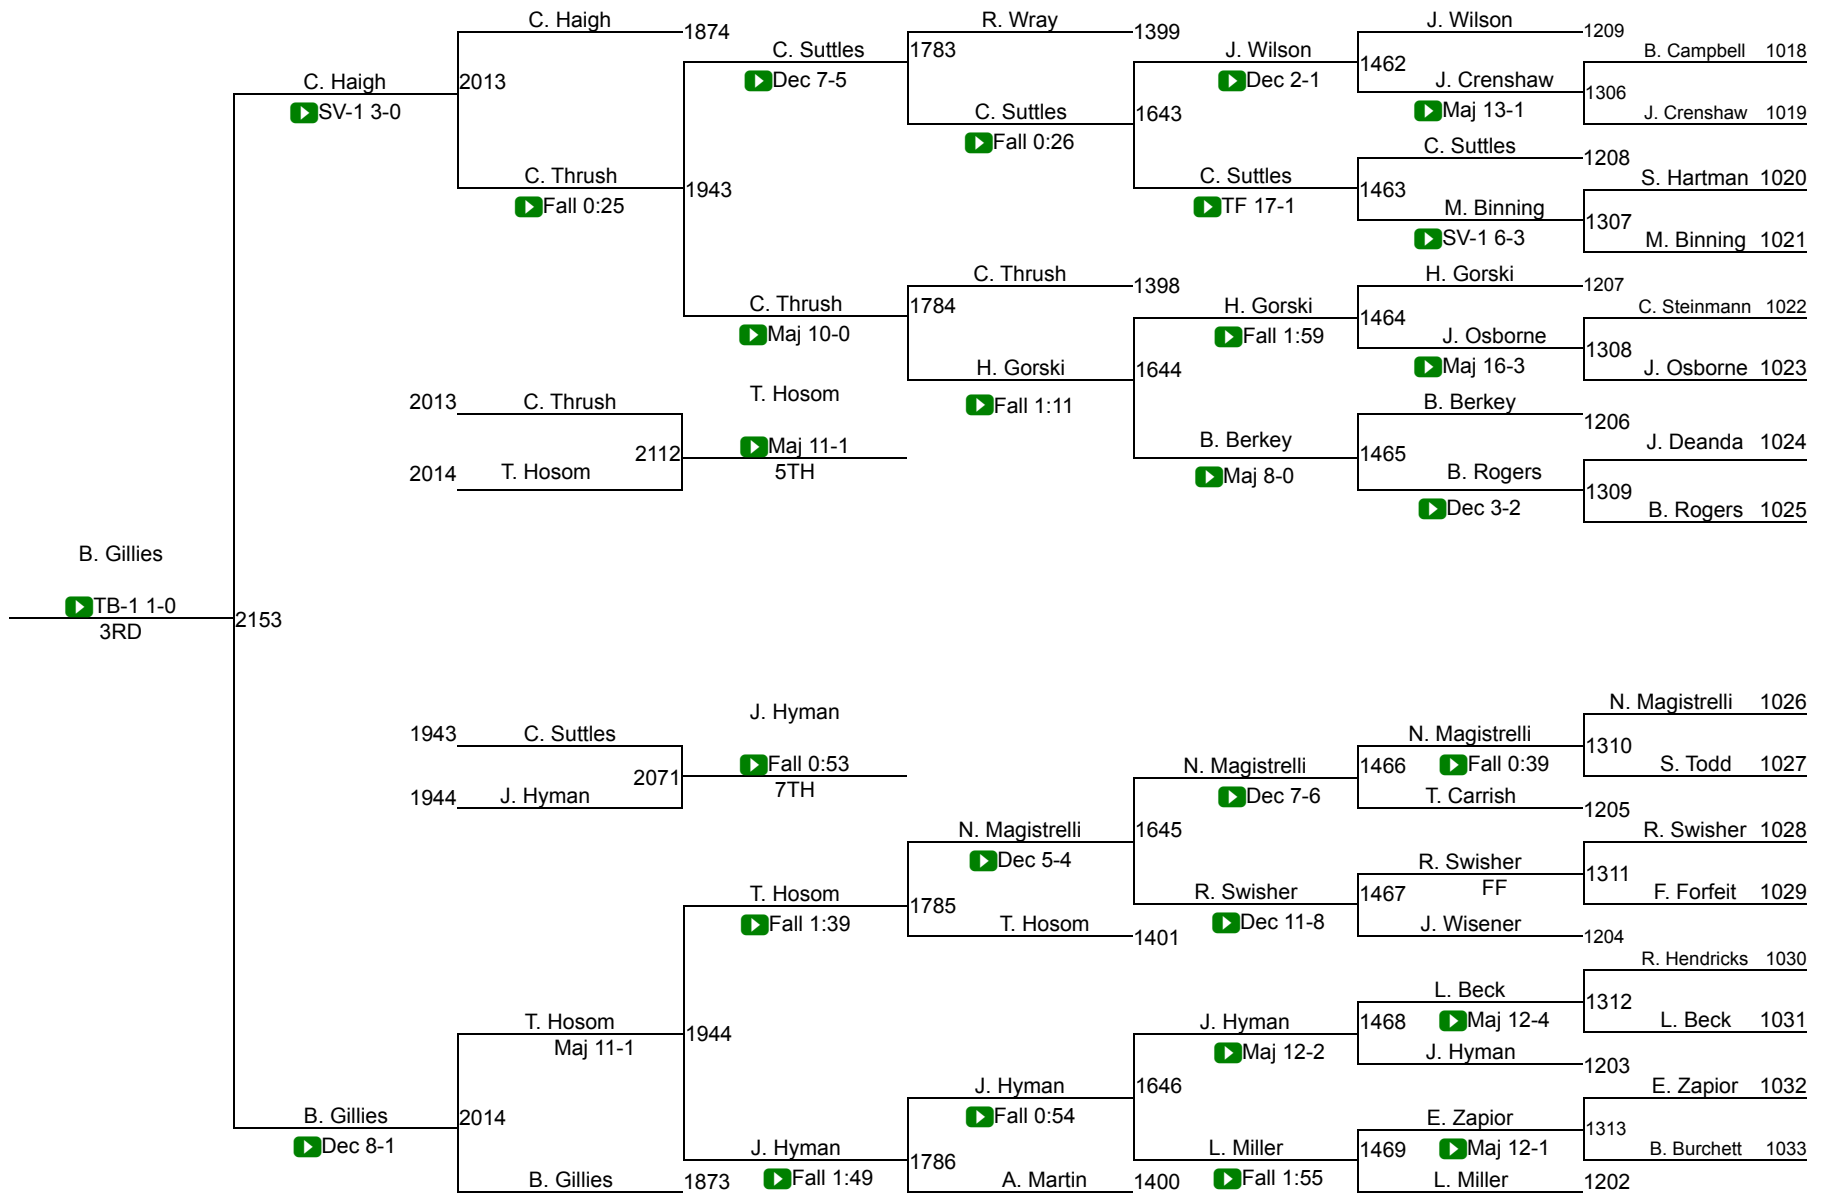 C. Haigh
1874
R. Wray
1399
J. Wilson
1209
C. Suttles
1783
J. Wilson
B. Campbell 1018
Dec 7-5
Dec 2-1
1462
C. Haigh
2013
J. Crenshaw
1306
SV-1 3-0
C. Suttles
1643
Maj 13-1
J. Crenshaw 1019
Fall 0:26
C. Suttles
1208
C. Thrush
1943
C. Suttles
1463
S. Hartman 1020
Fall 0:25
TF 17-1
M. Binning
1307
SV-1 6-3
M. Binning 1021
C. Thrush
1398
H. Gorski
1207
C. Thrush
1784
H. Gorski
C. Steinmann 1022
Maj 10-0
Fall 1:59
1464
J. Osborne
1308
H. Gorski
1644
Maj 16-3
J. Osborne 1023
T. Hosom
2013
C. Thrush
Fall 1:11
B. Berkey
1206
Maj 11-1
B. Berkey
1465
J. Deanda 1024
2112
5TH
2014
T. Hosom
Maj 8-0
B. Rogers
1309
Dec 3-2
B. Rogers 1025
B. Gillies
TB-1 1-0
2153
3RD
N. Magistrelli 1026
J. Hyman
1943
C. Suttles
N. Magistrelli
1310
Fall 0:53
N. Magistrelli
1466
Fall 0:39
S. Todd 1027
2071
7TH
1944
J. Hyman
Dec 7-6
T. Carrish
1205
N. Magistrelli
1645
R. Swisher 1028
Dec 5-4
R. Swisher
1311
T. Hosom
1785
R. Swisher
1467
FF
F. Forfeit 1029
Fall 1:39
T. Hosom
1401
Dec 11-8
J. Wisener
1204
R. Hendricks 1030
L. Beck
1312
T. Hosom
1944
J. Hyman
1468
Maj 12-4
L. Beck 1031
Maj 11-1
Maj 12-2
J. Hyman
1203
J. Hyman
1646
E. Zapior 1032
B. Gillies
2014
Fall 0:54
E. Zapior
1313
Dec 8-1
J. Hyman
1786
L. Miller
1469
Maj 12-1
B. Burchett 1033
B. Gillies
1873
Fall 1:49
A. Martin
1400
Fall 1:55
L. Miller
1202